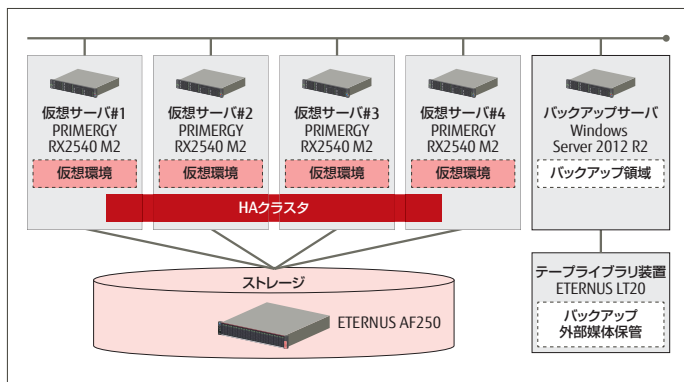 仮想サーバ#1
PRIMERGY
RX2540 M2
仮想環境
仮想サーバ#2
PRIMERGY
RX2540 M2
仮想環境
仮想サーバ#3
PRIMERGY
RX2540 M2
仮想環境
仮想サーバ#4
PRIMERGY
RX2540 M2
仮想環境
バックアップサーバ
Windows
Server 2012 R2
バックアップ領域
HAクラスタ
ストレージ
ETERNUS AF250
テープライブラリ装置
ETERNUS LT20
バックアップ
外部媒体保管